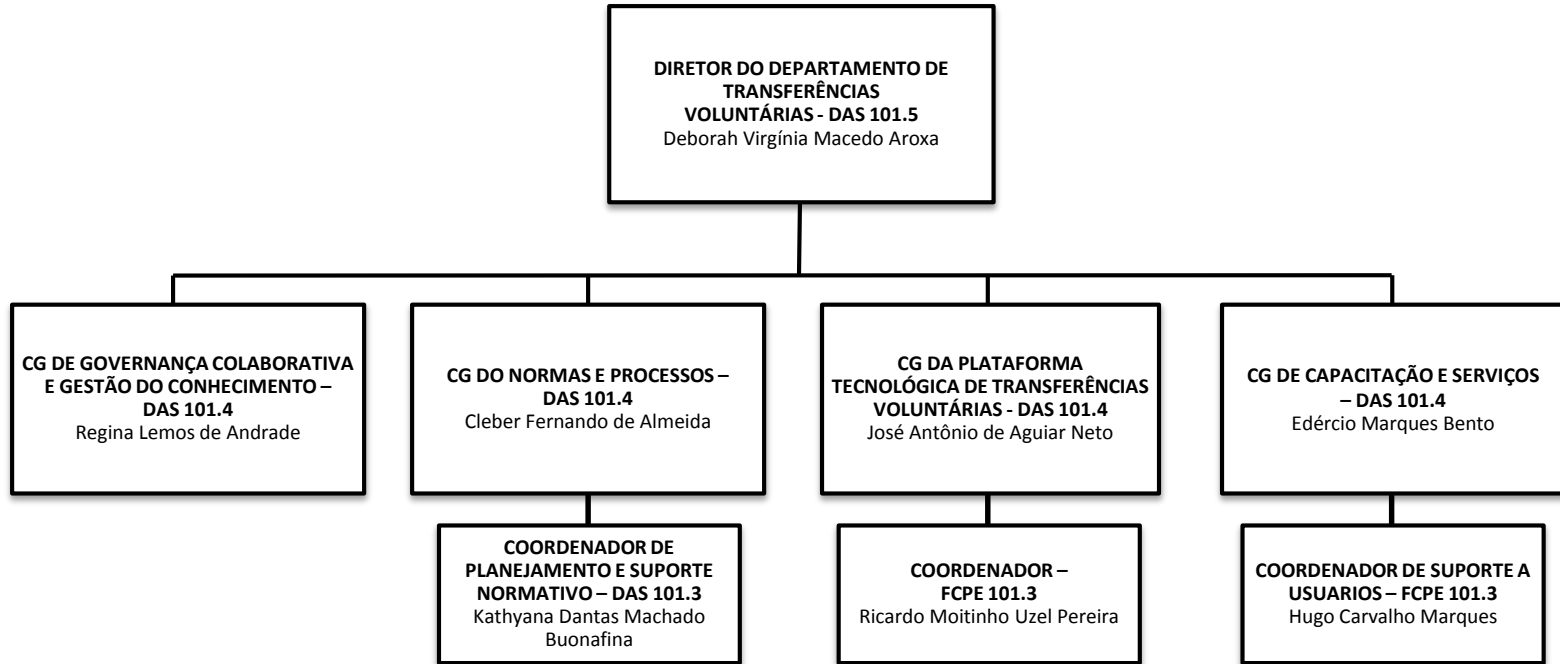 DIRETOR DO DEPARTAMENTO DE
TRANSFERÊNCIAS
VOLUNTÁRIAS - DAS 101.5
Deborah Virgínia Macedo Aroxa
CG DE GOVERNANÇA COLABORATIVA
E GESTÃO DO CONHECIMENTO –
DAS 101.4
Regina Lemos de Andrade
CG DO NORMAS E PROCESSOS –
DAS 101.4
Cleber Fernando de Almeida
CG DA PLATAFORMA
TECNOLÓGICA DE TRANSFERÊNCIAS
VOLUNTÁRIAS - DAS 101.4
José Antônio de Aguiar Neto
CG DE CAPACITAÇÃO E SERVIÇOS
– DAS 101.4
Edércio Marques Bento
COORDENADOR DE
PLANEJAMENTO E SUPORTE
NORMATIVO – DAS 101.3
Kathyana Dantas Machado
Buonafina
COORDENADOR –
FCPE 101.3
Ricardo Moitinho Uzel Pereira
COORDENADOR DE SUPORTE A
USUARIOS – FCPE 101.3
Hugo Carvalho Marques